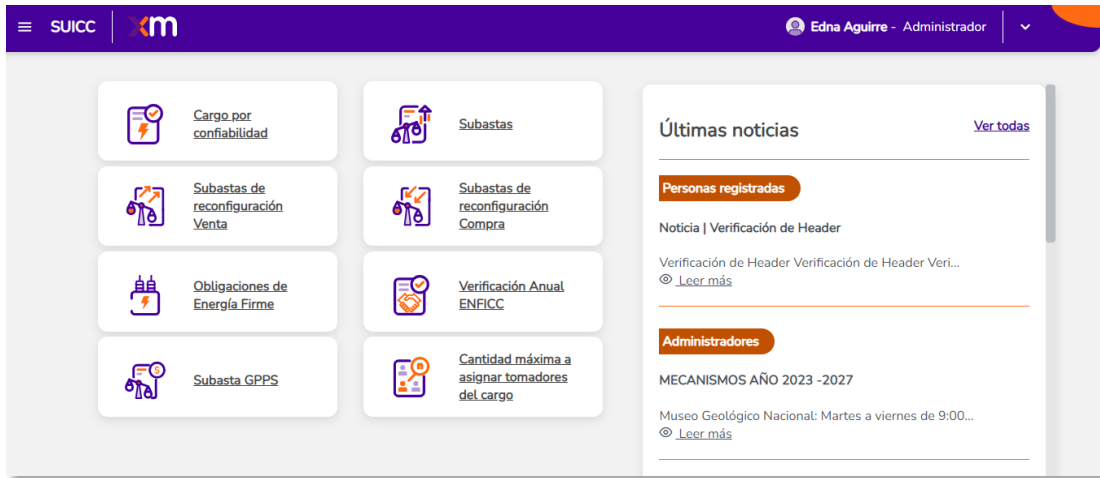 SUICC
xm
Edna Aguirre - Administrador
Cargo por
confiabilidad
Subastas
Subastas de
reconfiguración
Venta
Subastas de
reconfiguración
Compra
Obligaciones de
Energía Firme
Verificación Anual
ENFICC
Subasta GPPS
Cantidad máxima a
asignar tomadores
del cargo
Últimas noticias
Ver todas
Personas registradas
Noticia | Verificación de Header
Verificación de Header Verificación de Header Veri...
Leer más
Administradores
MECANISMOS AÑO 2023 -2027
Museo Geológico Nacional: Martes a viernes de 9:00...
Leer más